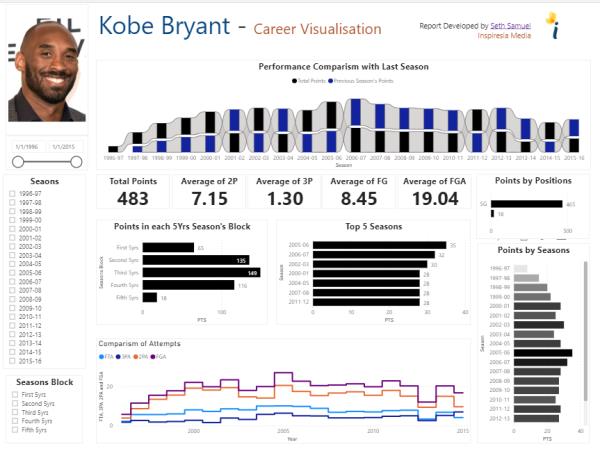 FIL
Kobe Bryant - Career Visualisation
Report Developed by Seth Samuel
Inspiresia Media
i
Performance Comparism with Last Season
Total Points Previous Season's Points
1996-97 1997-98 1998-99 1999-00 2000-01 2001-02 2002-03 2003-04 2004-05 2005-06 2006-07 2007-08 2008-09 2009-10 2010-11 2011-12 2012-13 2013-14 2014-15 2015-16
Season
1/1/1996 1/1/2015
Seaons
1996-97
1997-98
1998-99
1999-00
2000-01
2001-02
2002-03
2003-04
2004-05
2005-06
2006-07
2007-08
2008-09
2009-10
2010-11
2011-12
2012-13
2013-14
2014-15
2015-16
Seasons Block
First 5yrs
Second 5yrs
Third 5yrs
Fourth 5yrs
Fifth 5yrs
Total Points
483
Average of 2P
7.15
Average of 3P
1.30
Average of FG
8.45
Average of FGA
19.04
Points by Positions
SG 465
18
0 500
Points in each 5Yrs Season's Block
Seasons Block
First 5yrs 65
Second 5yrs 135
Third 5yrs 149
Fourth 5yrs 116
Fifth 5yrs 18
0 100
PTS
Top 5 Seasons
Season
2005-06 35
2006-07 32
2002-03 30
2000-01 28
2004-05 28
2007-08 28
2011-12 28
0 10 20 30 40
PTS
Points by Seasons
Season
1996-97
1997-98
1998-99
1999-00
2000-01
2001-02
2002-03
2003-04
2004-05
2005-06
2006-07
2007-08
2008-09
2009-10
2010-11
2011-12
2012-13
0 20 40
PTS
Comparism of Attempts
FTA 3PA 2PA FGA
FTA, 3PA, 2PA and FGA
20
0
2000 2005 2010 2015
Year